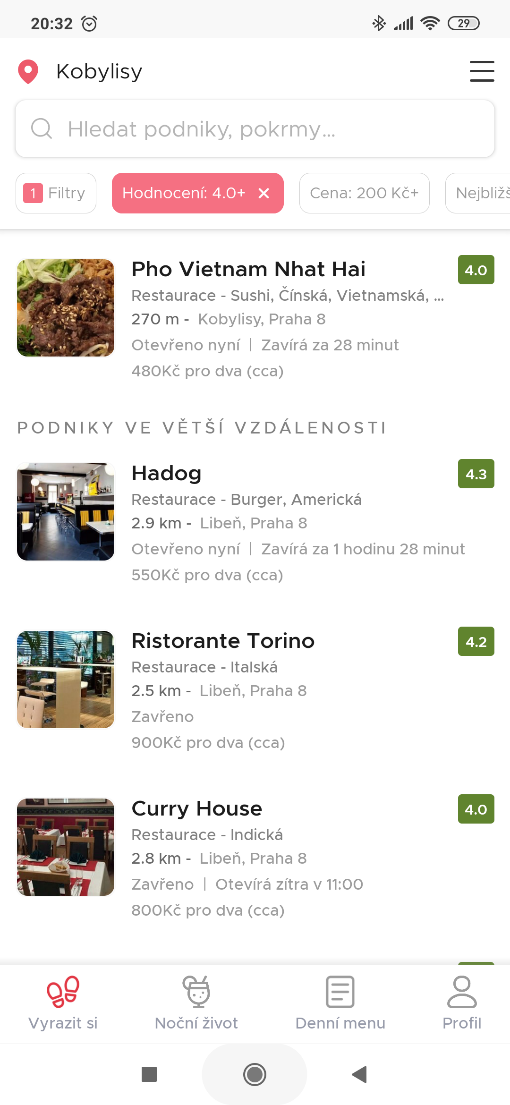 20:32
29
Kobylisy
Hledat podniky, pokrmy...
1 Filtry
Hodnocení: 4.0+
Cena: 200 Kč+
Nejbližš
Pho Vietnam Nhat Hai
4.0
Restaurace - Sushi, Čínská, Vietnamská, ...
270 m - Kobylisy, Praha 8
Otevřeno nyní | Zavírá za 28 minut
480Kč pro dva (cca)
PODNIKY VE VĚTŠÍ VZDÁLENOSTI
Hadog
4.3
Restaurace - Burger, Americká
2.9 km - Libeň, Praha 8
Otevřeno nyní | Zavírá za 1 hodinu 28 minut
550Kč pro dva (cca)
Ristorante Torino
4.2
Restaurace - Italská
2.5 km - Libeň, Praha 8
Zavřeno
900Kč pro dva (cca)
Curry House
4.0
Restaurace - Indická
2.8 km - Libeň, Praha 8
Zavřeno | Otevírá zítra v 11:00
800Kč pro dva (cca)
Vyrazit si
Noční život
Denní menu
Profil